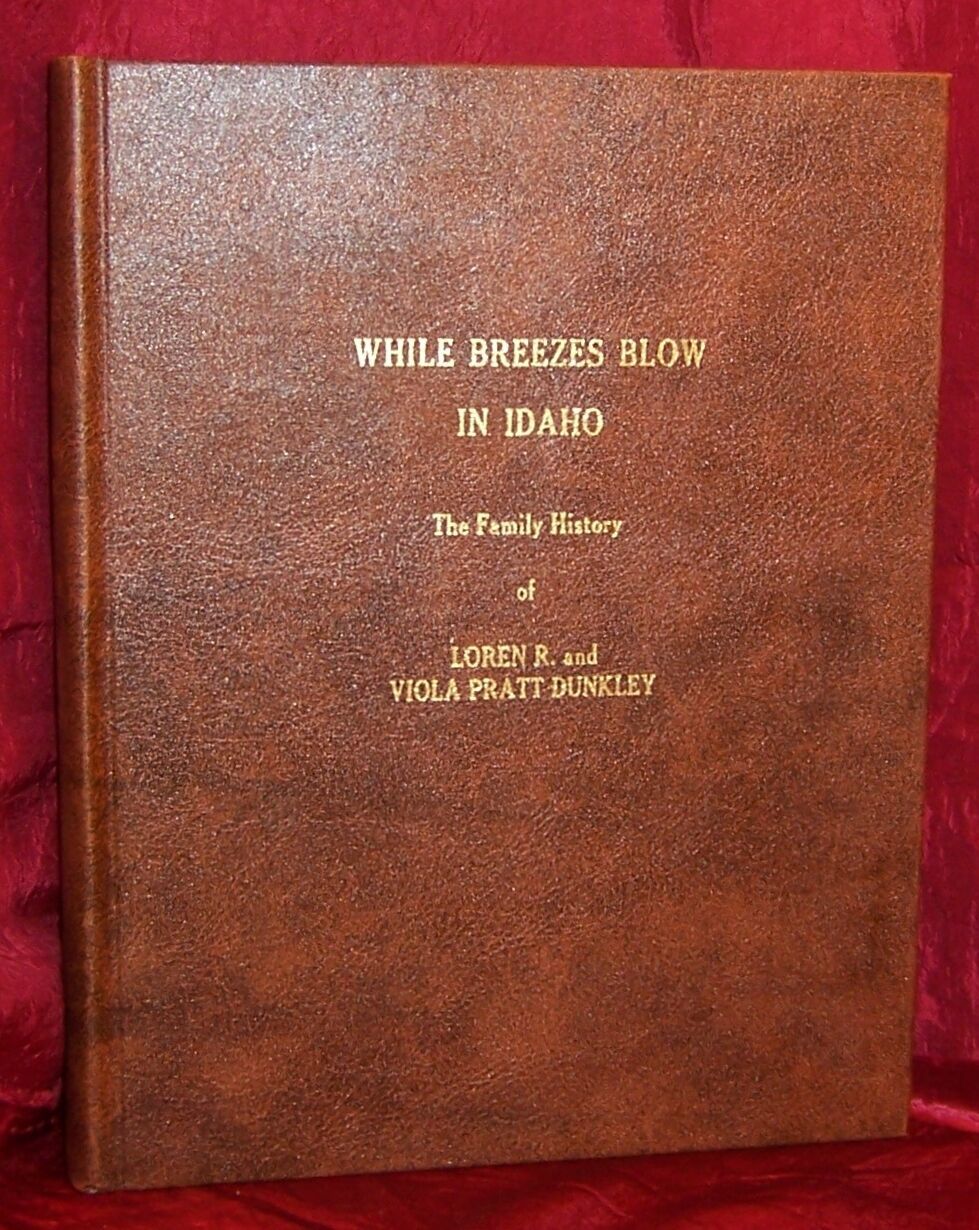 WHILE BREEZES BLOW
IN IDAHO
The Family History
of
LOREN R. and
VIOLA PRATT DUNKLEY